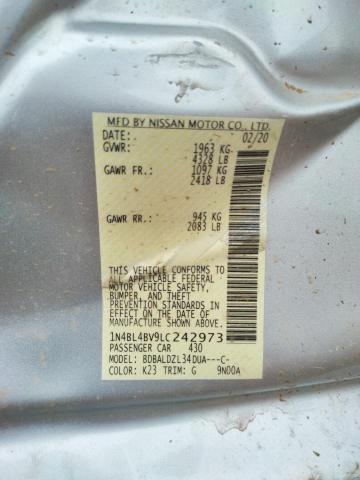 MFD BY NISSAN MOTOR CO., LTD.
DATE: 02/20
GVWR: 1963 KG
4328 LB
GAWR FR.: 1097 KG
2418 LB
GAWR RR.: 945 KG
2083 LB
THIS VEHICLE CONFORMS TO
ALL APPLICABLE FEDERAL
MOTOR VEHICLE SAFETY,
BUMPER, AND THEFT
PREVENTION STANDARDS IN
EFFECT ON THE DATE OF
MANUFACTURE SHOWN ABOVE.
1N4BL4BV9LC242973
PASSENGER CAR 430
MODEL: BDBALDZL34DUA---C-
COLOR: K23 TRIM: G 9N00A